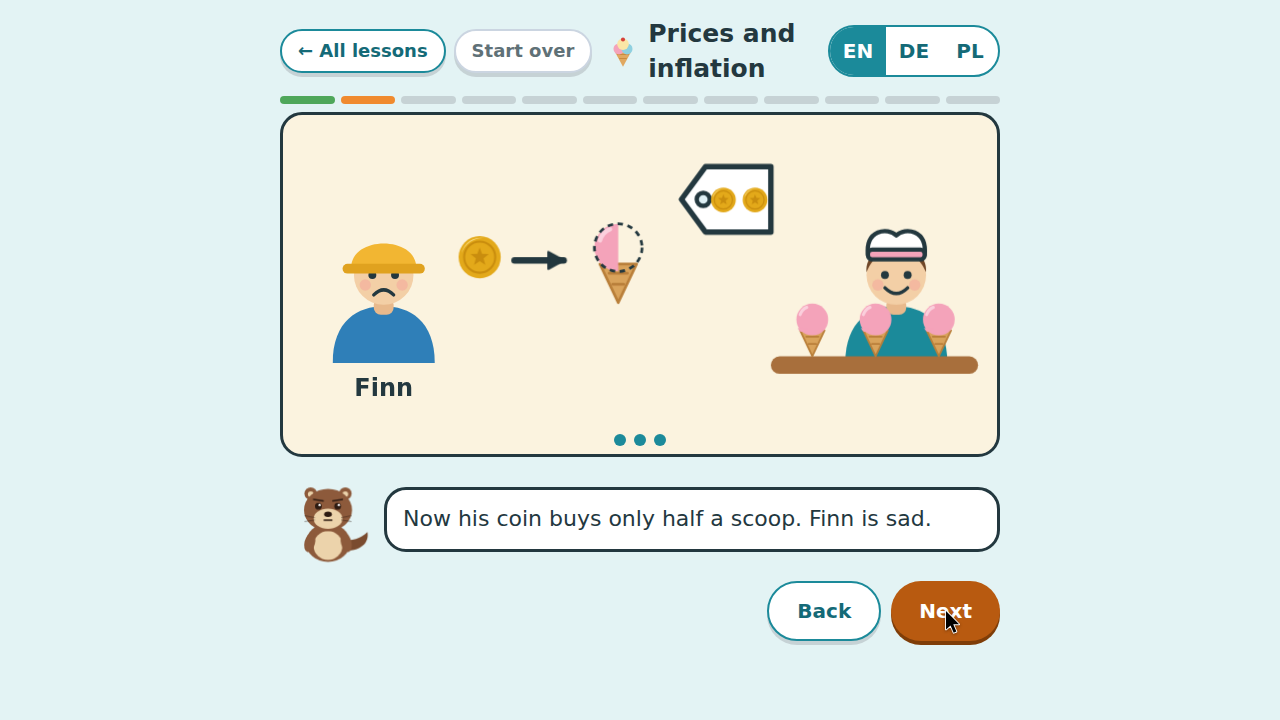 ← All lessons
Start over
Prices and
inflation
EN
DE
PL
Finn
Now his coin buys only half a scoop. Finn is sad.
Back
Next